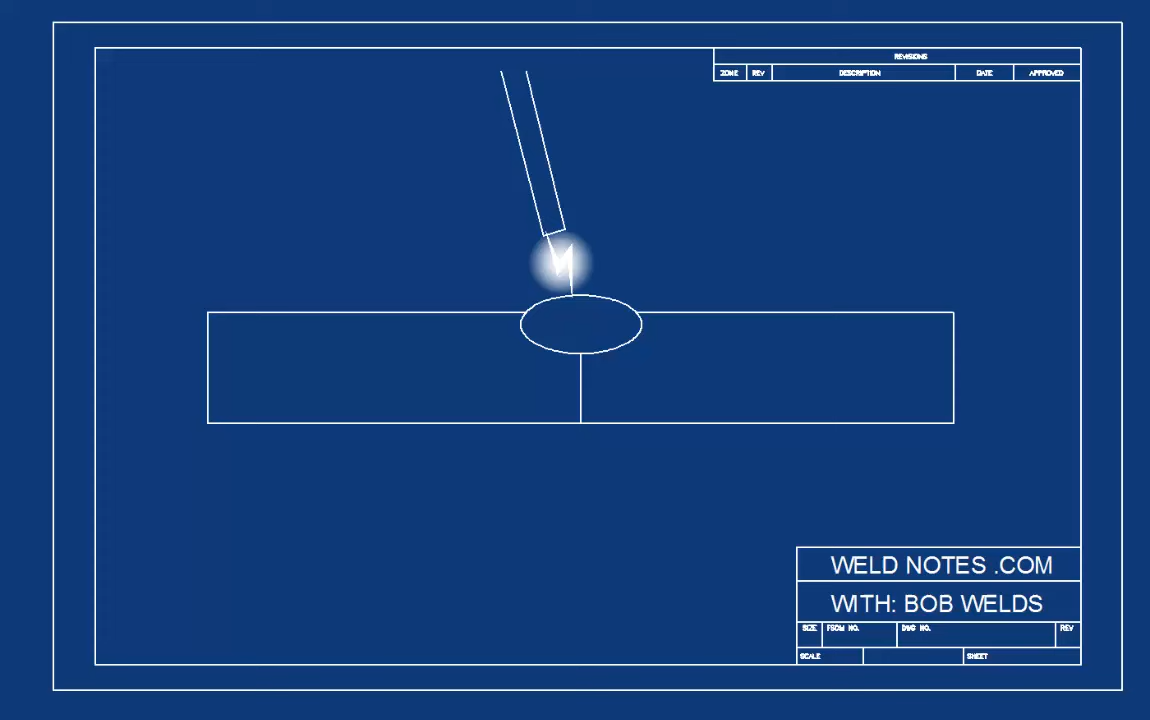 REVISIONS
ZONE REV DESCRIPTION DATE APPROVED
WELD NOTES .COM
WITH: BOB WELDS
SIZE FSCM NO. DWG NO. REV
SCALE SHEET